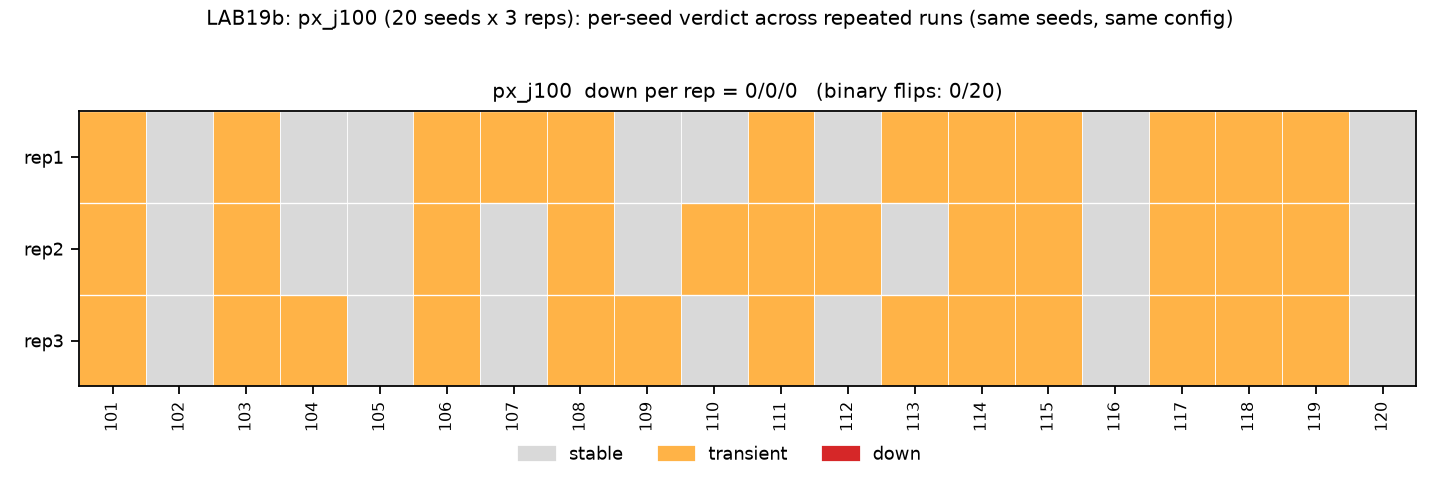 LAB19b: px_j100 (20 seeds x 3 reps): per-seed verdict across repeated runs (same seeds, same config)
px_j100  down per rep = 0/0/0   (binary flips: 0/20)
rep1
rep2
rep3
101 102 103 104 105 106 107 108 109 110 111 112 113 114 115 116 117 118 119 120
stable transient down